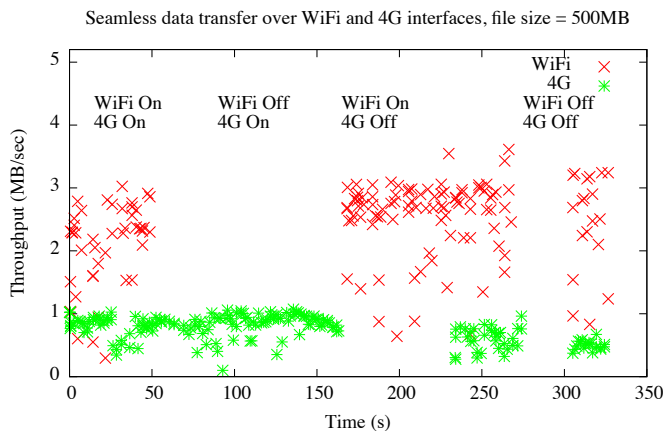 Seamless data transfer over WiFi and 4G interfaces, file size = 500MB
5
4
3
2
1
0
Throughput (MB/sec)
WiFi
4G
WiFi On
4G On
WiFi Off
4G On
WiFi On
4G Off
WiFi Off
4G Off
0 50 100 150 200 250 300 350
Time (s)